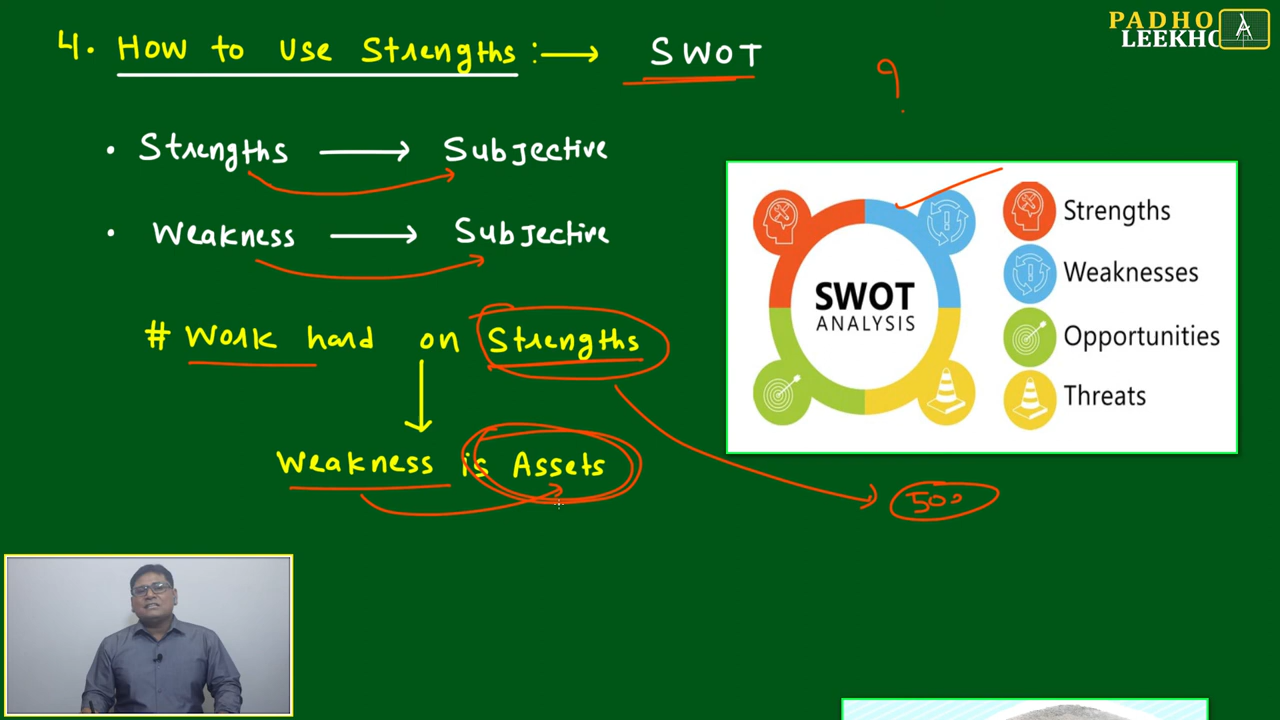 PADHO
LEEKHO
4. How to use Strengths :→ SWOT
?
• Strengths → Subjective
• Weakness → Subjective
# Work hard on Strengths
↓
Weakness is Assets
500
SWOT
ANALYSIS
Strengths
Weaknesses
Opportunities
Threats